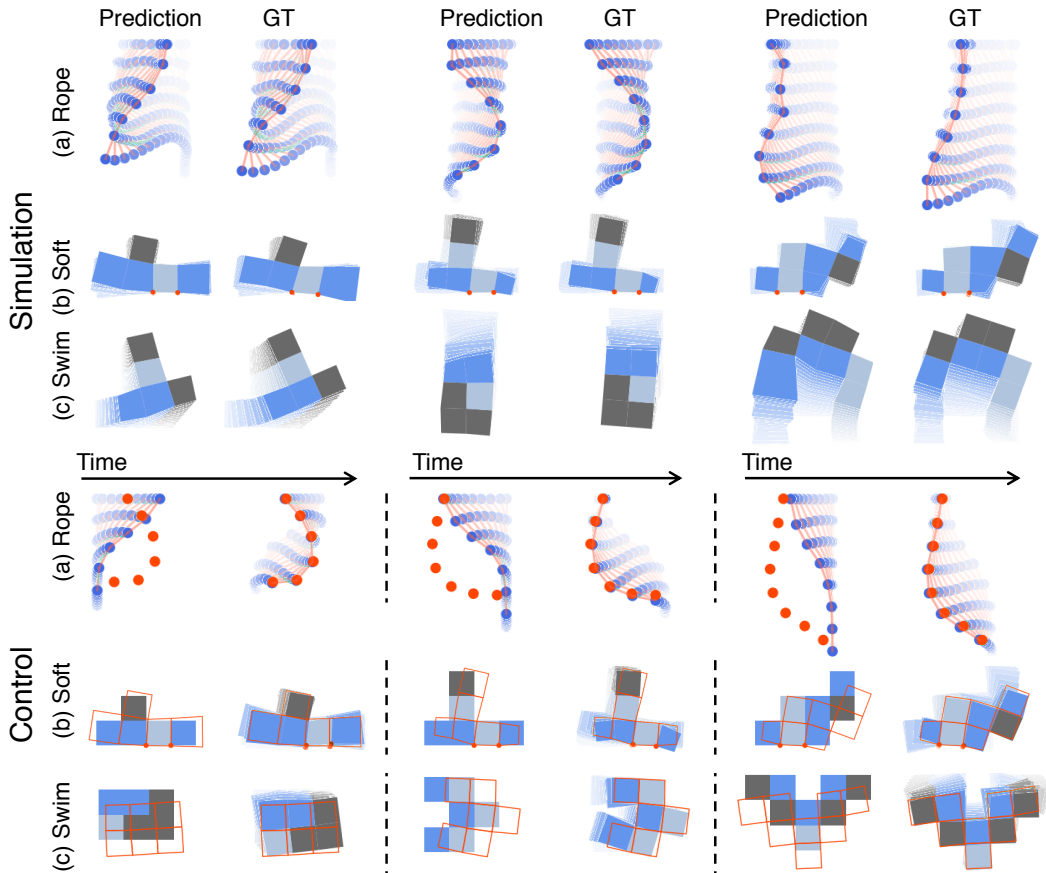 Prediction GT Prediction GT Prediction GT
Simulation
(a) Rope
(b) Soft
(c) Swim
Time Time Time
Control
(a) Rope
(b) Soft
(c) Swim